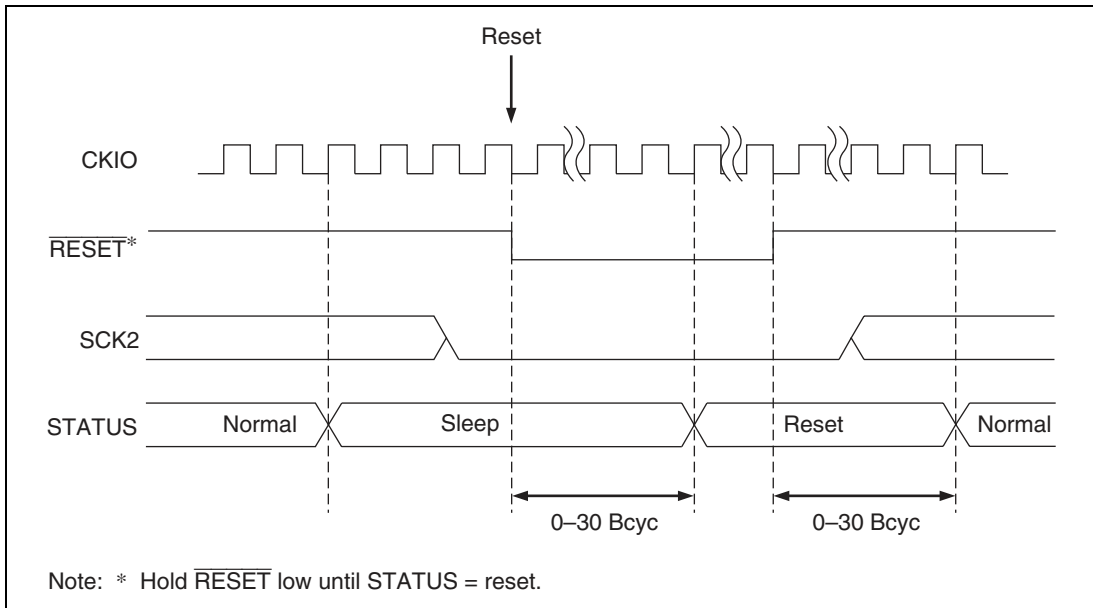 Reset
CKIO
RESET*
SCK2
STATUS Normal Sleep Reset Normal
0–30 Bcyc 0–30 Bcyc
Note: * Hold RESET low until STATUS = reset.